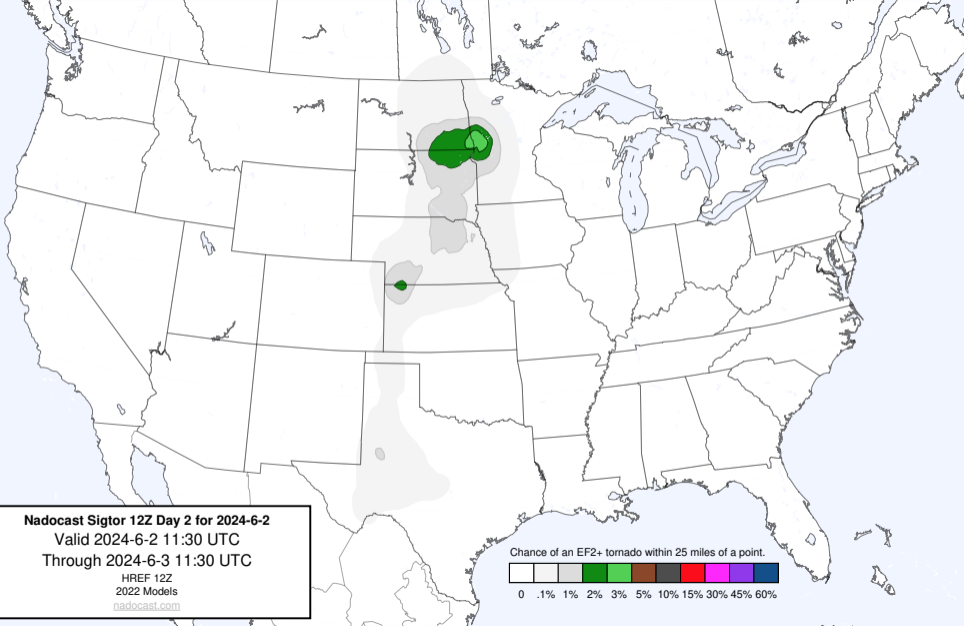 Nadocast Sigtor 12Z Day 2 for 2024-6-2
Valid 2024-6-2 11:30 UTC
Through 2024-6-3 11:30 UTC
HREF 12Z
2022 Models
nadocast.com
Chance of an EF2+ tornado within 25 miles of a point.
0 .1% 1% 2% 3% 5% 10% 15% 30% 45% 60%